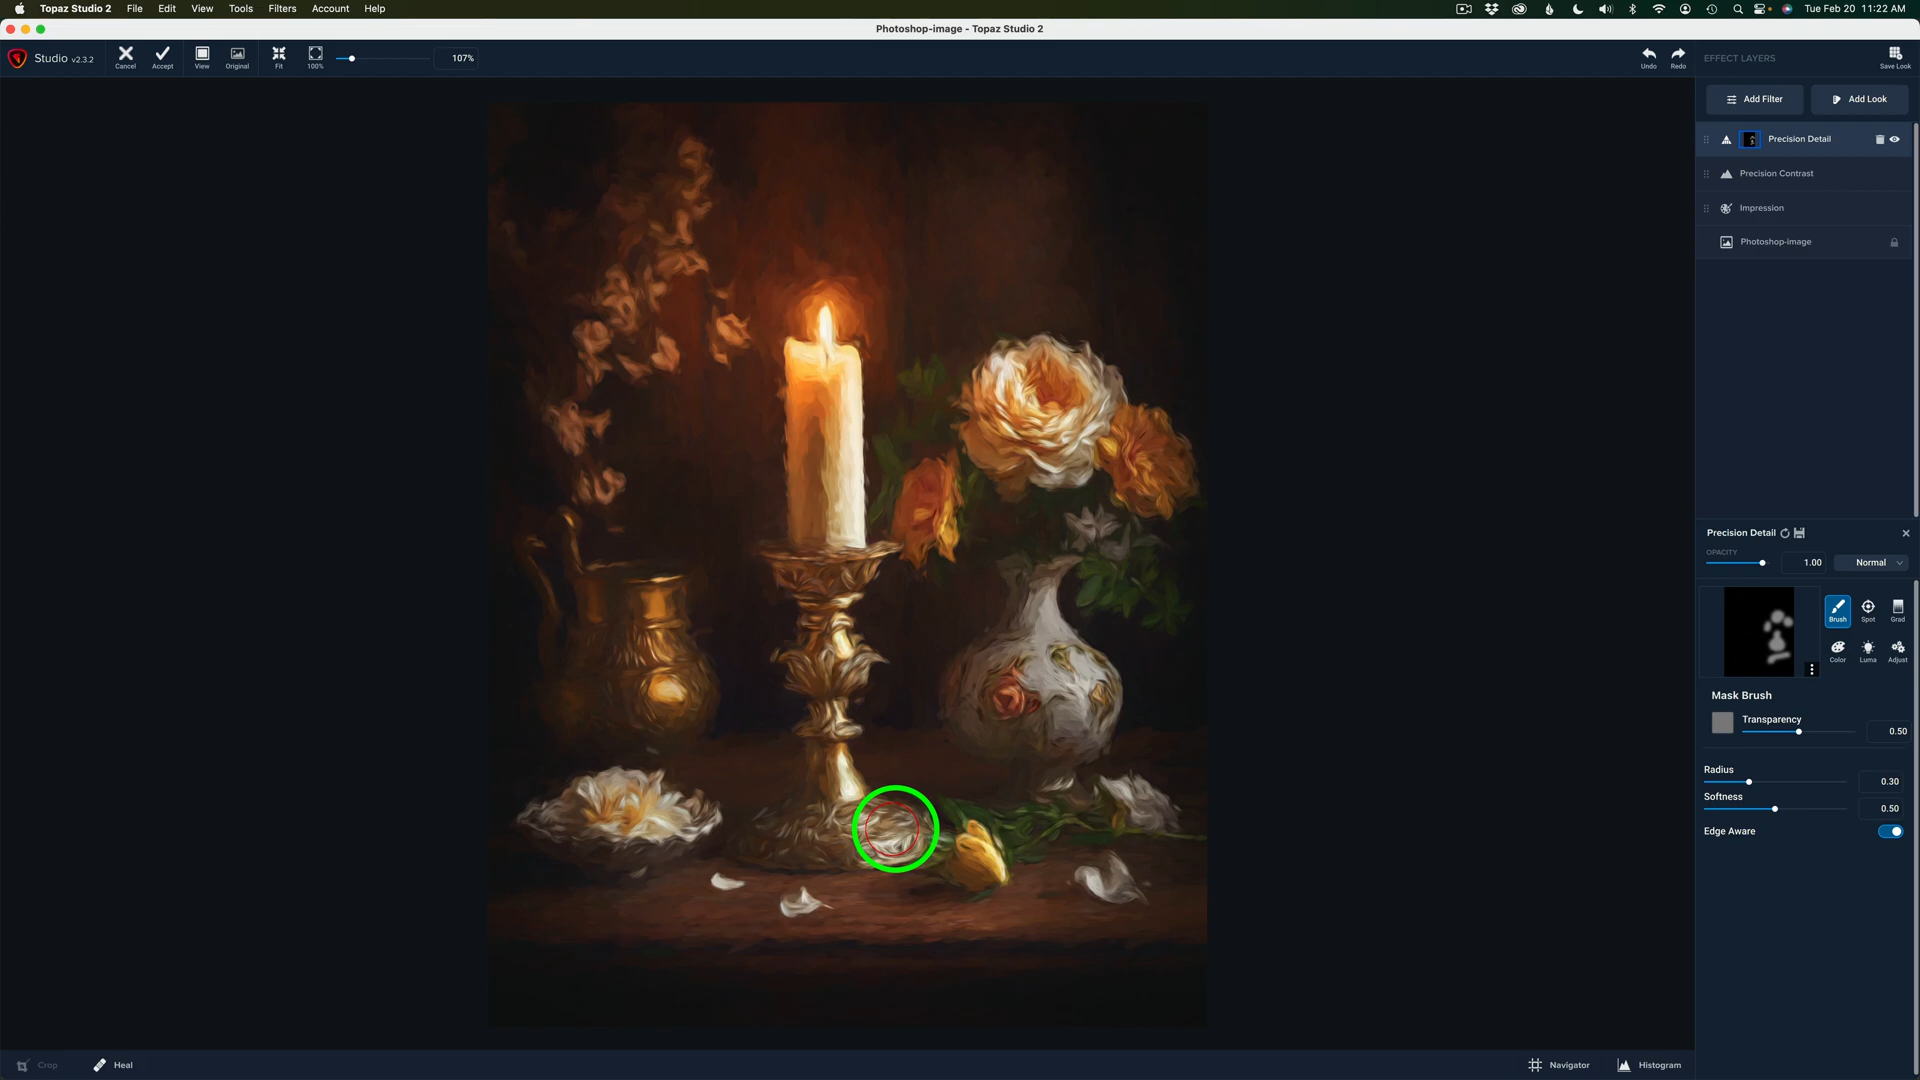 Topaz Studio 2 File Edit View Tools Filters Account Help Tue Feb 20 11:22 AM
Photoshop-image - Topaz Studio 2
Studio v2.3.2
Cancel Accept View Original Fit 100% 107% Undo Redo
EFFECT LAYERS Save Look
Add Filter Add Look
Precision Detail
Precision Contrast
Impression
Photoshop-image
Precision Detail
OPACITY
1.00 Normal
Brush Spot Grad
Color Luma Adjust
Mask Brush
Transparency
0.50
Radius
0.30
Softness
0.50
Edge Aware
Crop Heal Navigator Histogram